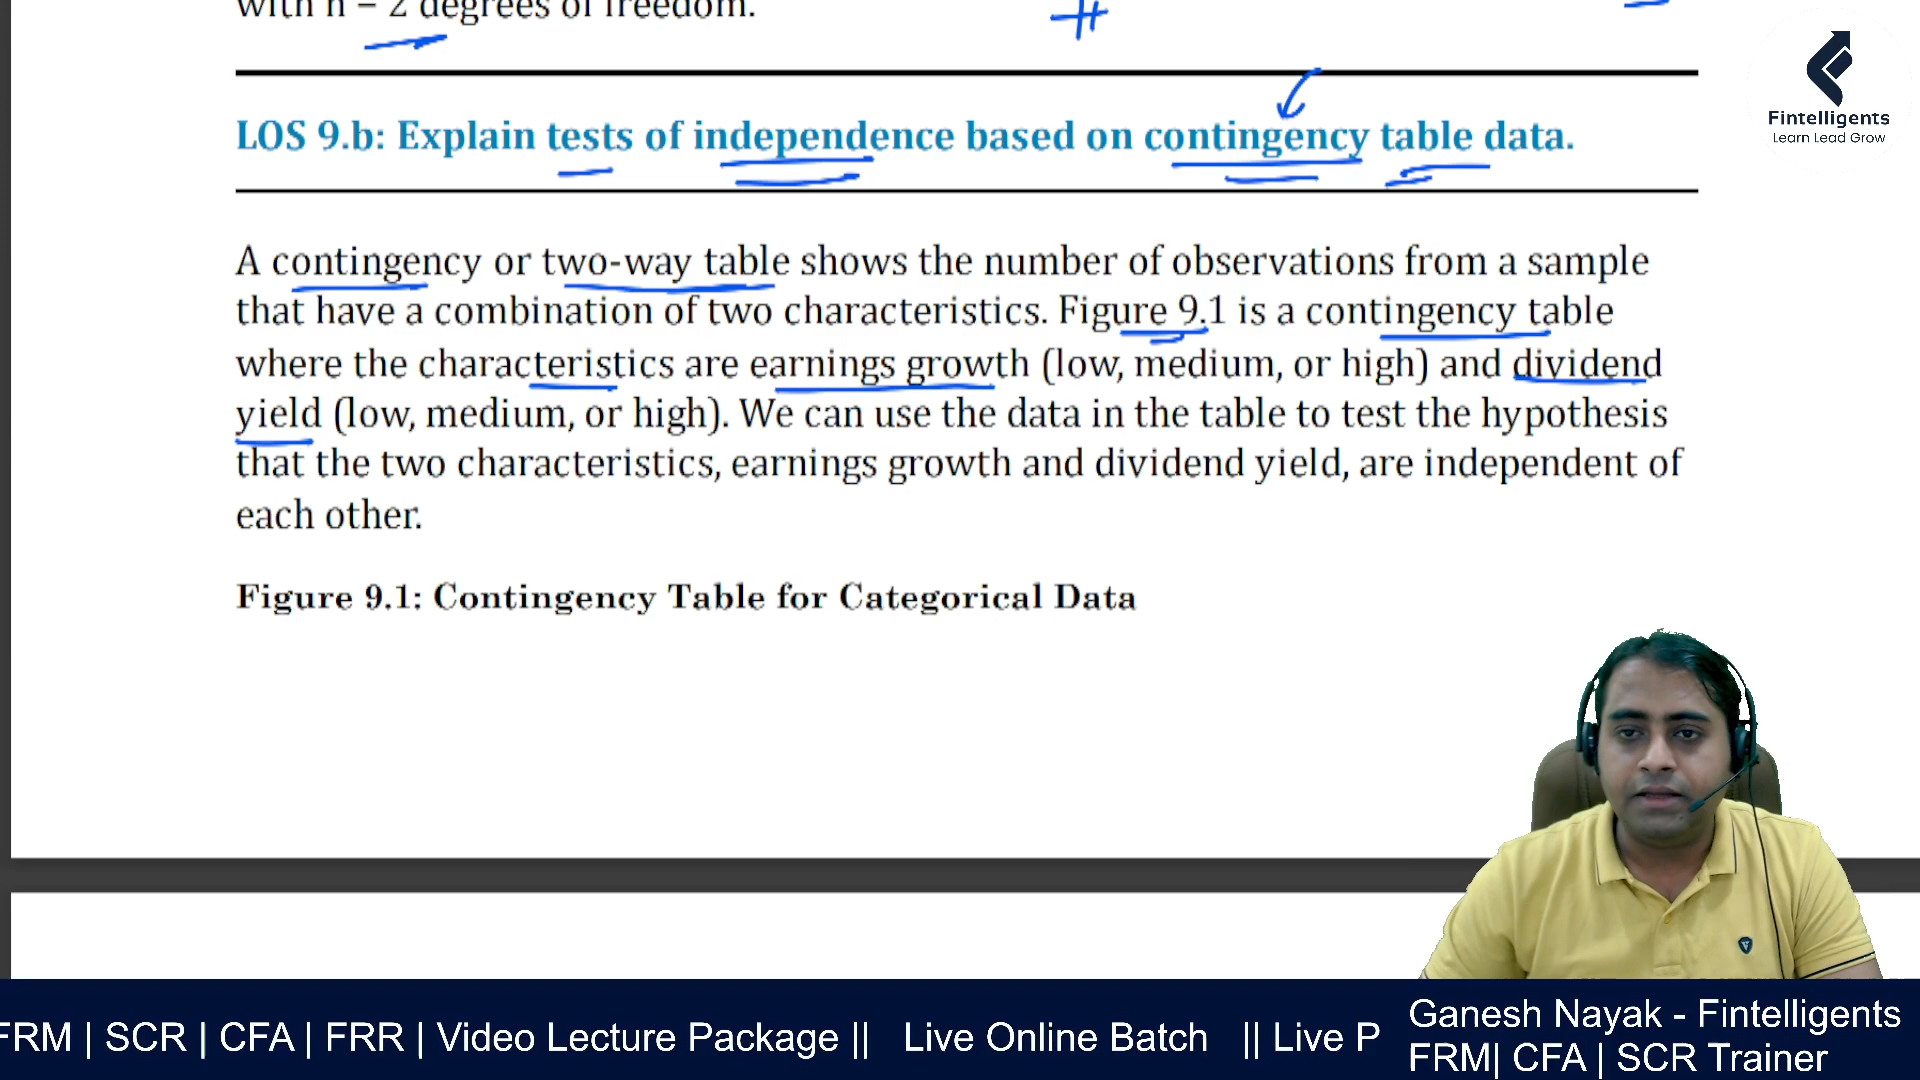 with n − 2 degrees of freedom.
Fintelligents
Learn Lead Grow
LOS 9.b: Explain tests of independence based on contingency table data.
A contingency or two-way table shows the number of observations from a sample
that have a combination of two characteristics. Figure 9.1 is a contingency table
where the characteristics are earnings growth (low, medium, or high) and dividend
yield (low, medium, or high). We can use the data in the table to test the hypothesis
that the two characteristics, earnings growth and dividend yield, are independent of
each other.
Figure 9.1: Contingency Table for Categorical Data
FRM | SCR | CFA | FRR | Video Lecture Package || Live Online Batch || Live P
Ganesh Nayak - Fintelligents
FRM| CFA | SCR Trainer